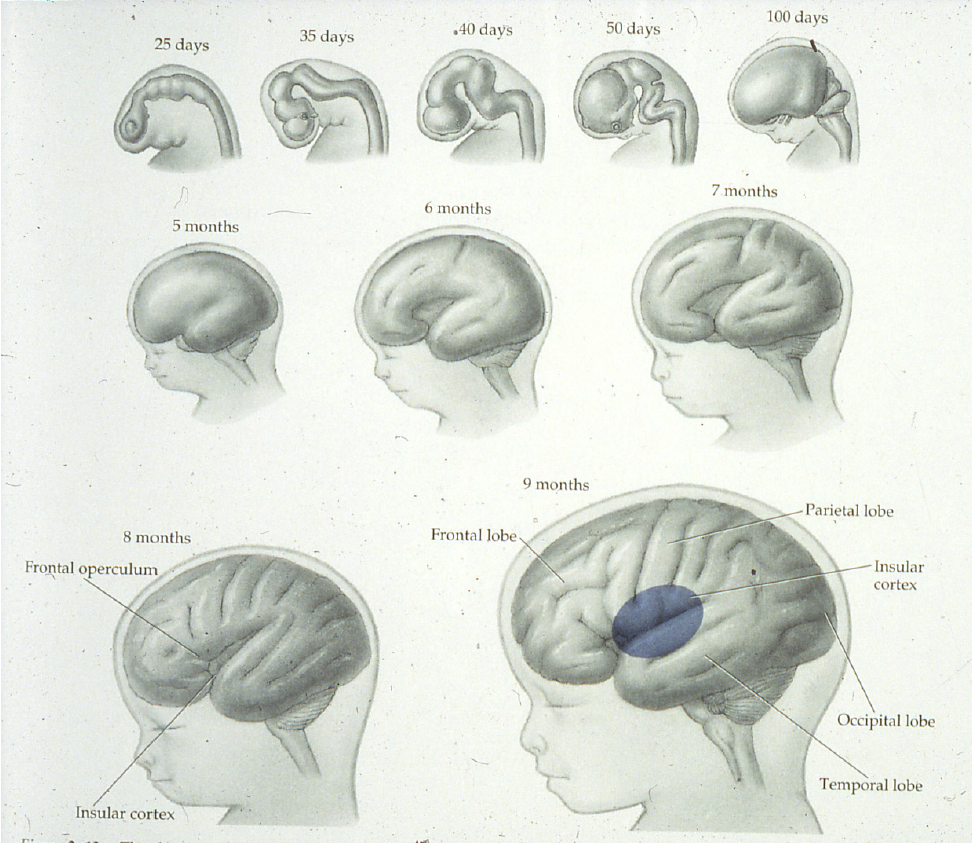 25 days
35 days
40 days
50 days
100 days
5 months
6 months
7 months
8 months
Frontal operculum
Insular cortex
9 months
Frontal lobe
Parietal lobe
Insular
cortex
Occipital lobe
Temporal lobe